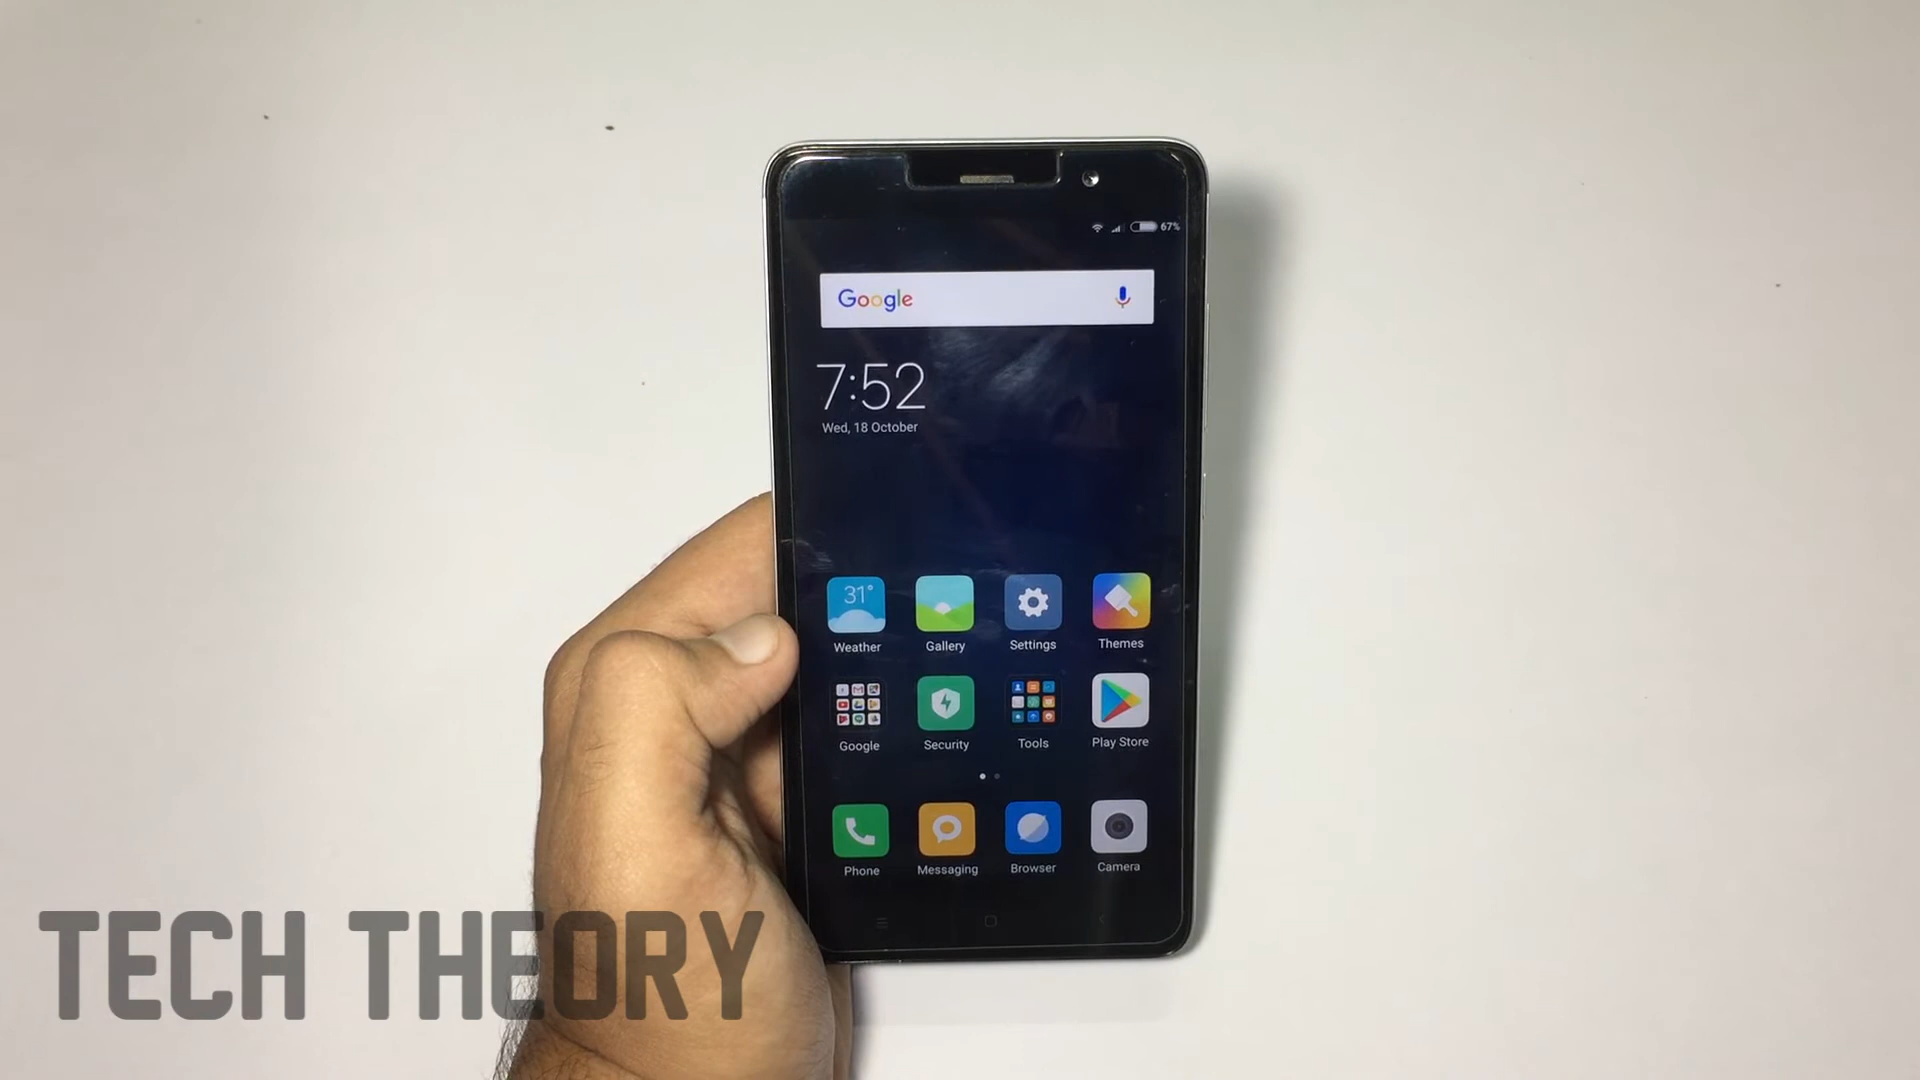 67%
Google
7:52
Wed, 18 October
31°
Weather
Gallery
Settings
Themes
Google
Security
Tools
Play Store
Phone
Messaging
Browser
Camera
TECH THEORY